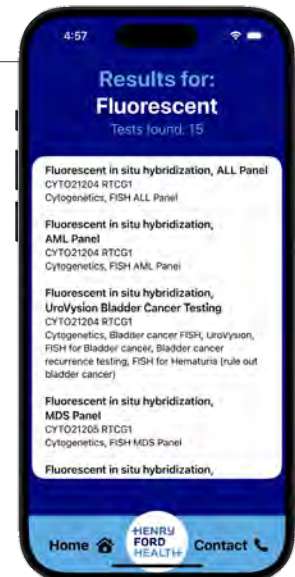 4:57
Results for:
Fluorescent
Tests found: 15
Fluorescent in situ hybridization, ALL Panel
CYTO21204 RTCG1
Cytogenetics, FISH ALL Panel
Fluorescent in situ hybridization,
AML Panel
CYTO21204 RTCG1
Cytogenetics, FISH AML Panel
Fluorescent in situ hybridization,
UroVysion Bladder Cancer Testing
CYTO21204 RTCG1
Cytogenetics, Bladder cancer FISH, UroVysion,
FISH for Bladder cancer, Bladder cancer
recurrence testing, FISH for Hematuria (rule out
bladder cancer)
Fluorescent in situ hybridization,
MDS Panel
CYTO21205 RTCG1
Cytogenetics, FISH MDS Panel
Fluorescent in situ hybridization,
Home
HENRY
FORD
HEALTH
Contact